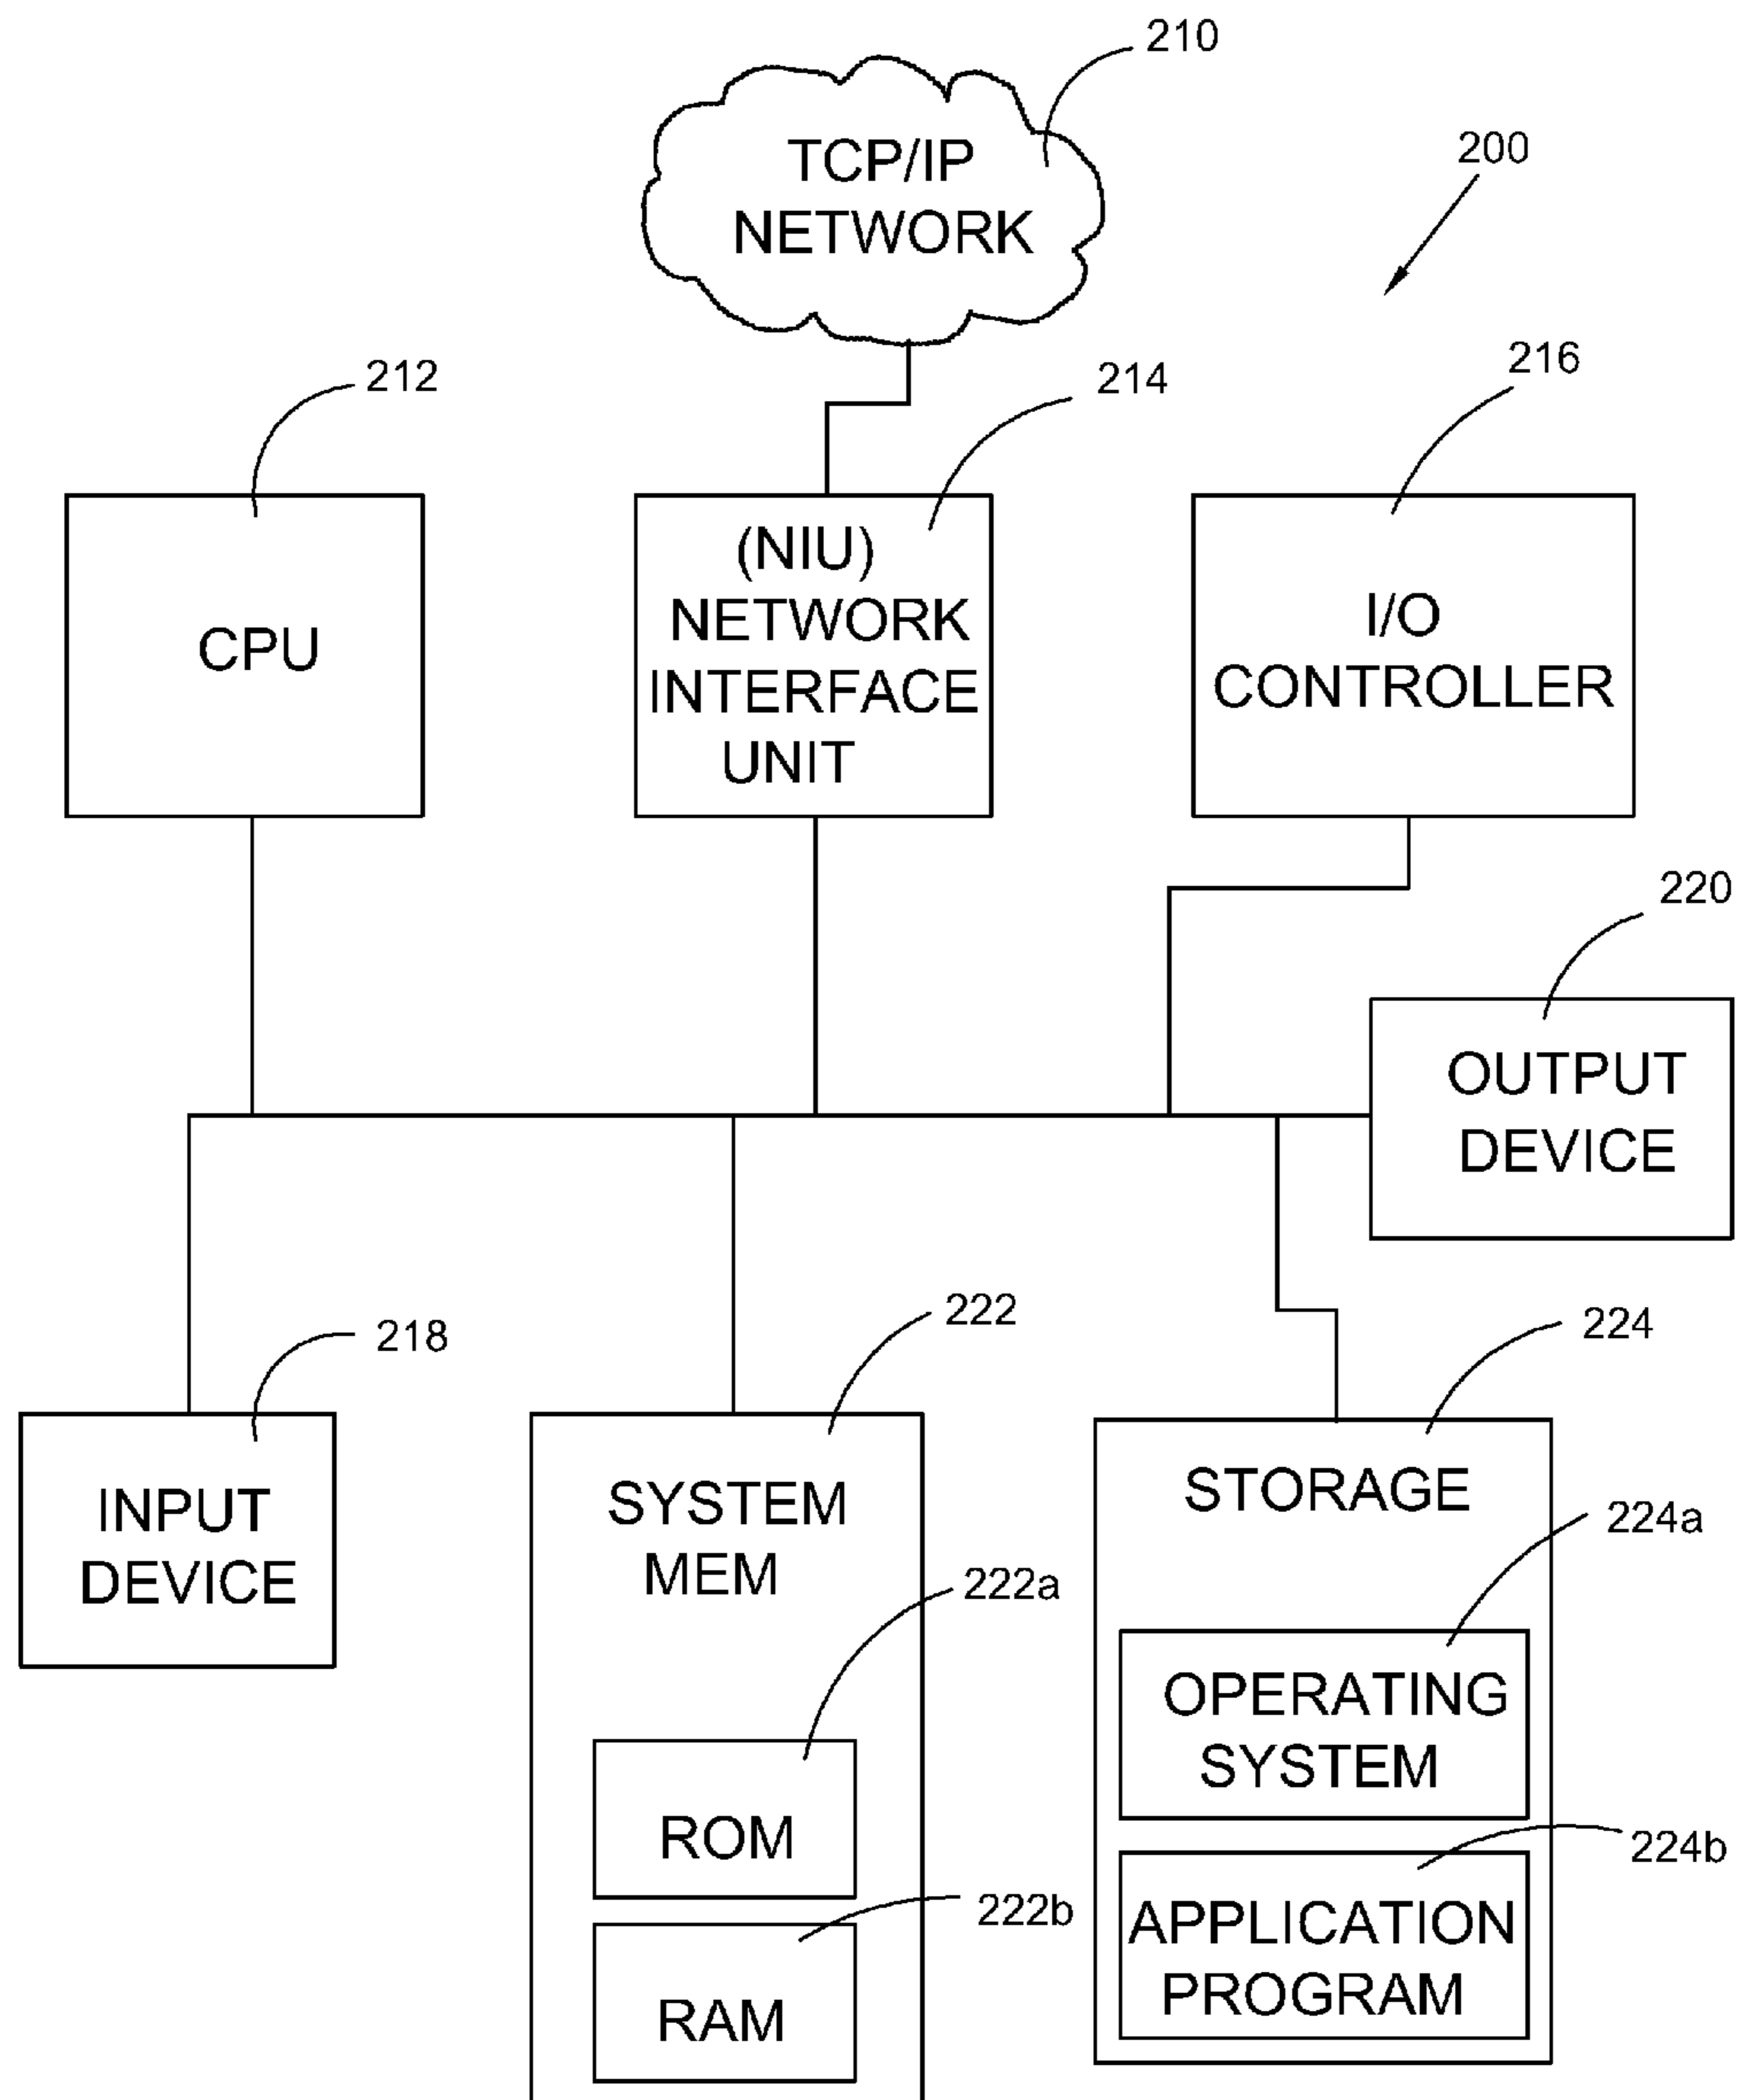 210
TCP/IP
NETWORK
200
212
214
216
(NIU)
NETWORK
INTERFACE
UNIT
CPU
I/O
CONTROLLER
220
OUTPUT
DEVICE
218
222
224
INPUT
DEVICE
SYSTEM
MEM
222a
ROM
222b
RAM
STORAGE
224a
OPERATING
SYSTEM
224b
APPLICATION
PROGRAM